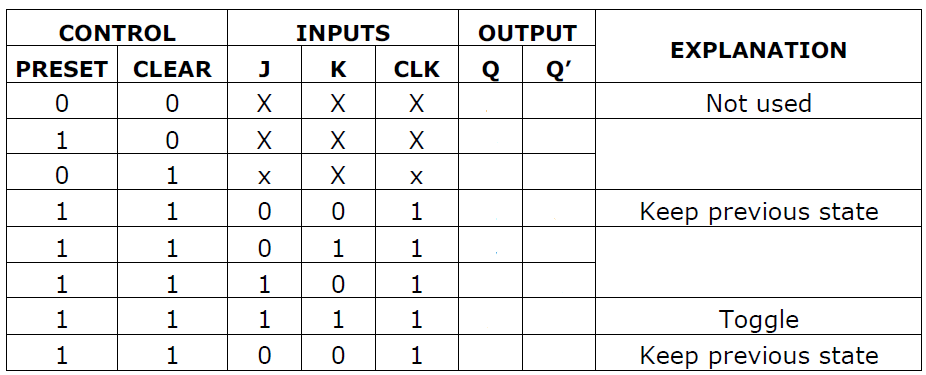 CONTROL INPUTS OUTPUT EXPLANATION
PRESET CLEAR J K CLK Q Q’
0 0 X X X Not used
1 0 X X X
0 1 x X x
1 1 0 0 1 Keep previous state
1 1 0 1 1
1 1 1 0 1
1 1 1 1 1 Toggle
1 1 0 0 1 Keep previous state